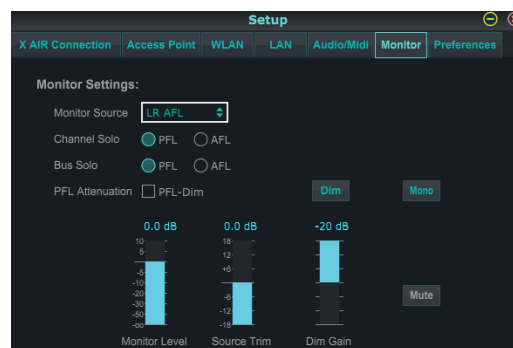 Setup
X AIR Connection Access Point WLAN LAN Audio/Midi Monitor Preferences
Monitor Settings:
Monitor Source LR AFL
Channel Solo PFL AFL
Bus Solo PFL AFL
PFL Attenuation PFL-Dim Dim Mono
0.0 dB 0.0 dB -20 dB
10 18
5 12
+6
-5
-10
-20 -6
-30
-50 -12
-oo -18
Mute
Monitor Level Source Trim Dim Gain